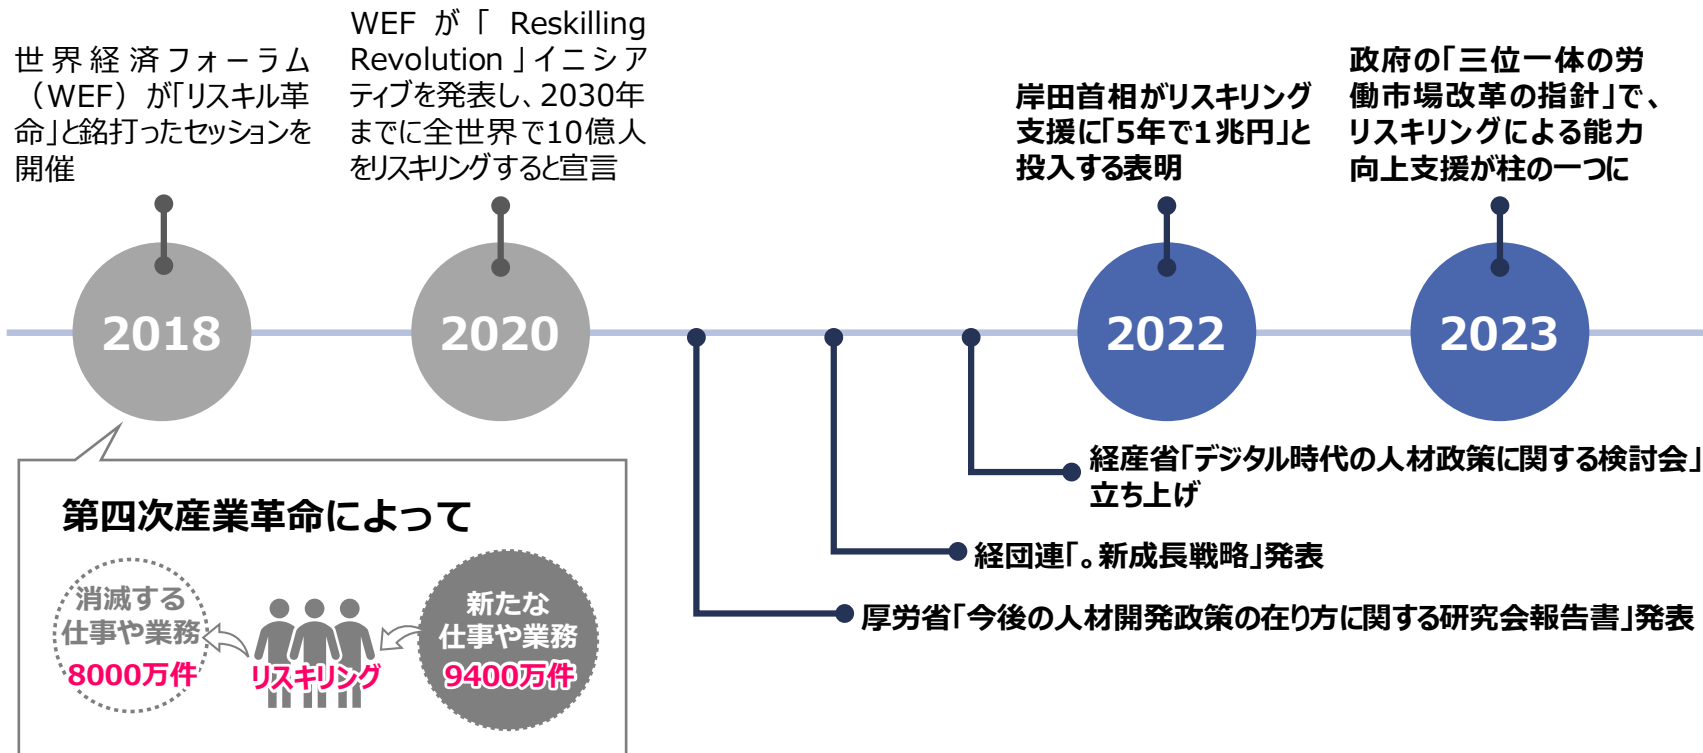 世界経済フォーラム
（WEF）が「リスキル革
命」と銘打ったセッションを
開催
WEF が「 Reskilling
Revolution 」イニシア
ティブを発表し、2030年
までに全世界で10億人
をリスキリングすると宣言
岸田首相がリスキリング
支援に「5年で1兆円」と
投入する表明
政府の「三位一体の労
働市場改革の指針」で、
リスキリングによる能力
向上支援が柱の一つに
2018
2020
2022
2023
経産省「デジタル時代の人材政策に関する検討会」
立ち上げ
経団連「。新成長戦略」発表
厚労省「今後の人材開発政策の在り方に関する研究会報告書」発表
第四次産業革命によって
消滅する
仕事や業務
8000万件
リスキリング
新たな
仕事や業務
9400万件